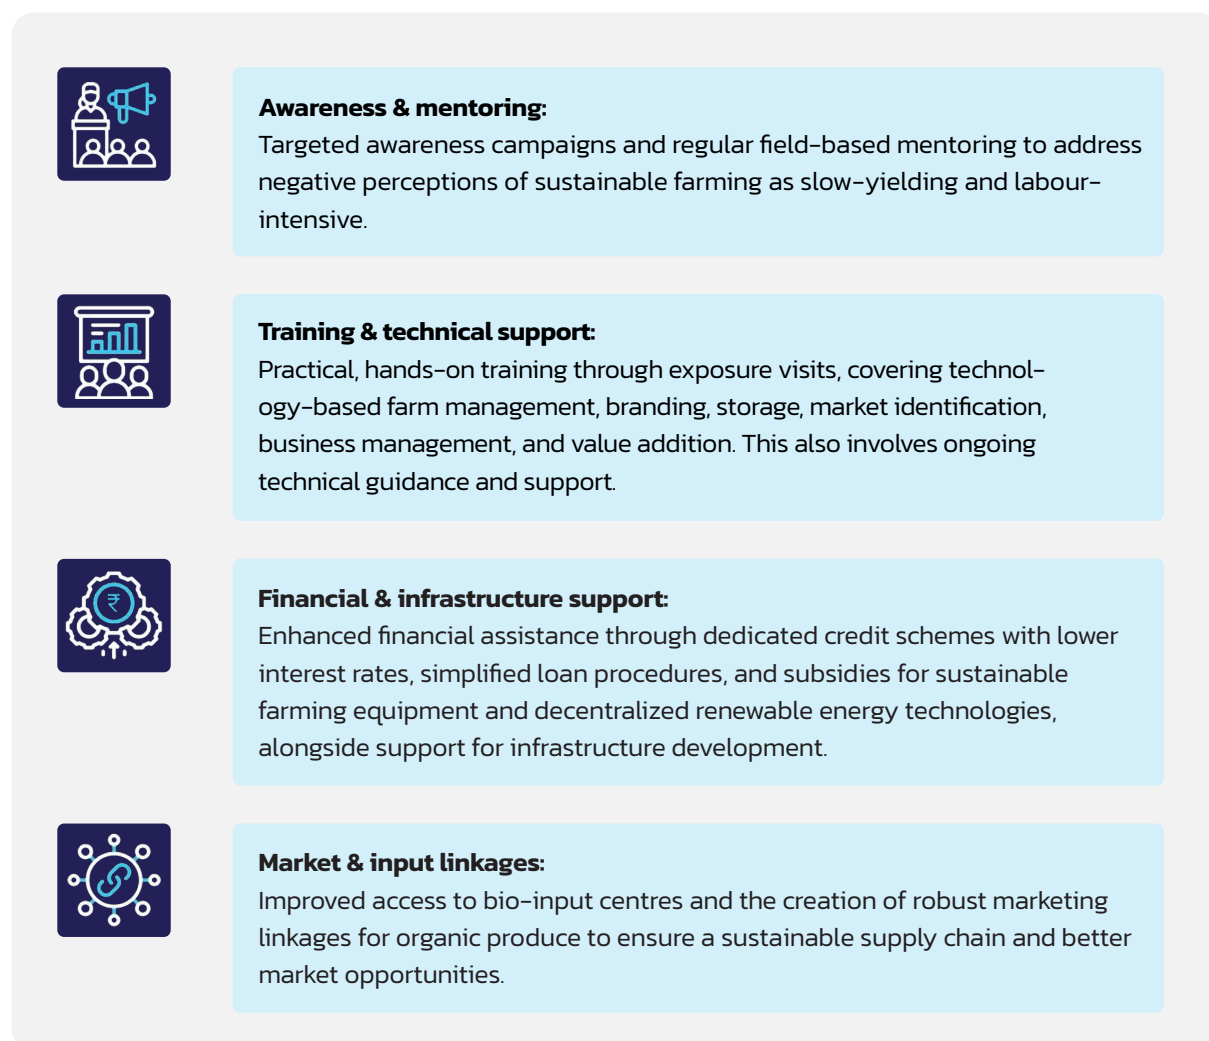 Awareness & mentoring:
Targeted awareness campaigns and regular field-based mentoring to address
negative perceptions of sustainable farming as slow-yielding and labour-
intensive.
Training & technical support:
Practical, hands-on training through exposure visits, covering technol-
ogy-based farm management, branding, storage, market identification,
business management, and value addition. This also involves ongoing
technical guidance and support.
₹
Financial & infrastructure support:
Enhanced financial assistance through dedicated credit schemes with lower
interest rates, simplified loan procedures, and subsidies for sustainable
farming equipment and decentralized renewable energy technologies,
alongside support for infrastructure development.
Market & input linkages:
Improved access to bio-input centres and the creation of robust marketing
linkages for organic produce to ensure a sustainable supply chain and better
market opportunities.